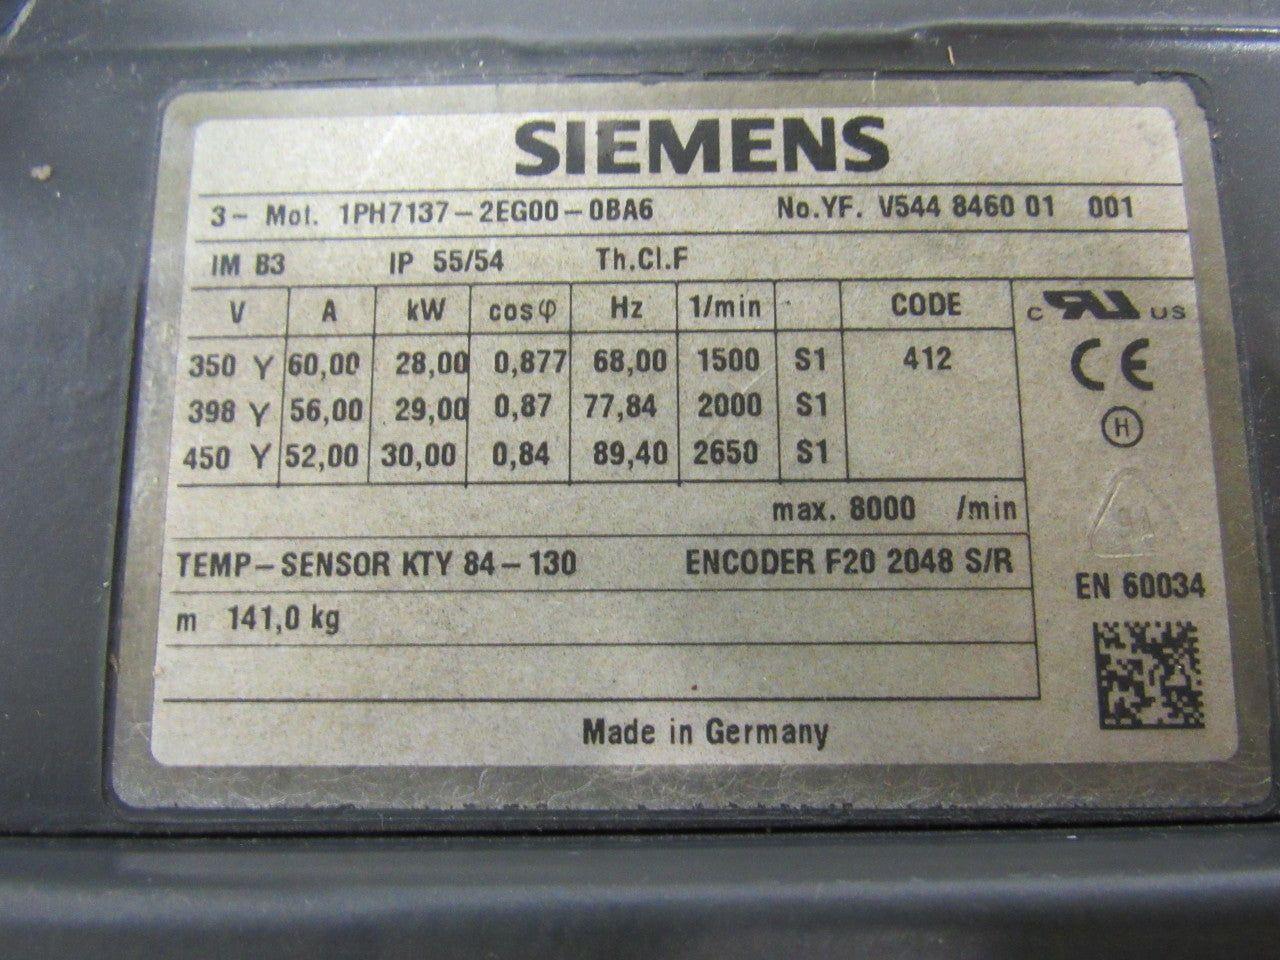 SIEMENS
3- Mot. 1PH7137-2EG00-0BA6 No.YF. V544 8460 01 001
IM B3 IP 55/54 Th.Cl.F
V A kW cosφ Hz 1/min CODE
350 Y 60,00 28,00 0,877 68,00 1500 S1 412
398 Y 56,00 29,00 0,87 77,84 2000 S1
450 Y 52,00 30,00 0,84 89,40 2650 S1
max. 8000 /min
TEMP-SENSOR KTY 84-130 ENCODER F20 2048 S/R
m 141,0 kg
Made in Germany
c RU US
CE
H
EN 60034